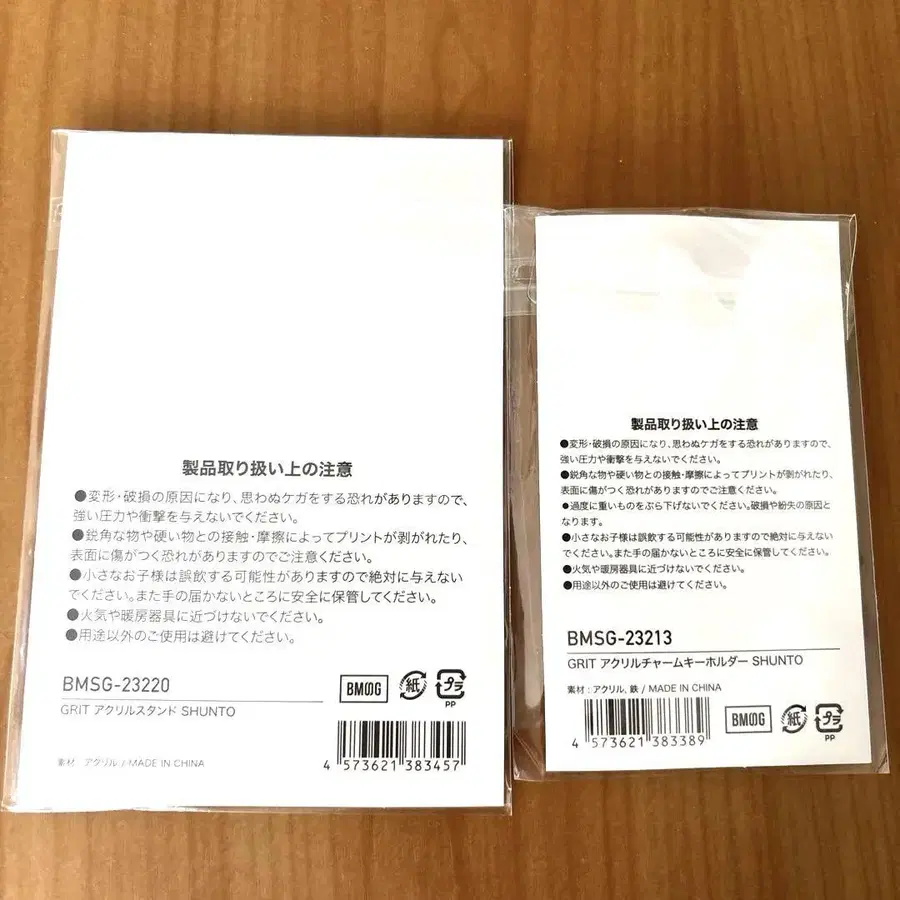 製品取り扱い上の注意
●変形・破損の原因になり、思わぬケガをする恐れがありますので、
強い圧力や衝撃を与えないでください。
●鋭角な物や硬い物との接触・摩擦によってプリントが剥がれたり、
表面に傷がつく恐れがありますのでご注意ください。
●小さなお子様は誤飲する可能性がありますので絶対に与えない
でください。また手の届かないところに安全に保管してください。
●火気や暖房器具に近づけないでください。
●用途以外のご使用は避けてください。
BMSG-23220
GRIT アクリルスタンド SHUNTO
BMSG
紙
プラ
PP
素材: アクリル / MADE IN CHINA
4 573621 383457
製品取り扱い上の注意
●変形・破損の原因になり、思わぬケガをする恐れがありますので、
強い圧力や衝撃を与えないでください。
●鋭角な物や硬い物との接触・摩擦によってプリントが剥がれたり、
表面に傷がつく恐れがありますのでご注意ください。
●過度に重いものをぶら下げないでください。破損や紛失の原因と
なります。
●小さなお子様は誤飲する可能性がありますので絶対に与えない
でください。また手の届かないところに安全に保管してください。
●火気や暖房器具に近づけないでください。
●用途以外のご使用は避けてください。
BMSG-23213
GRIT アクリルチャームキーホルダー SHUNTO
素材: アクリル, 鉄 / MADE IN CHINA
4 573621 383389
BMSG
紙
プラ
PP